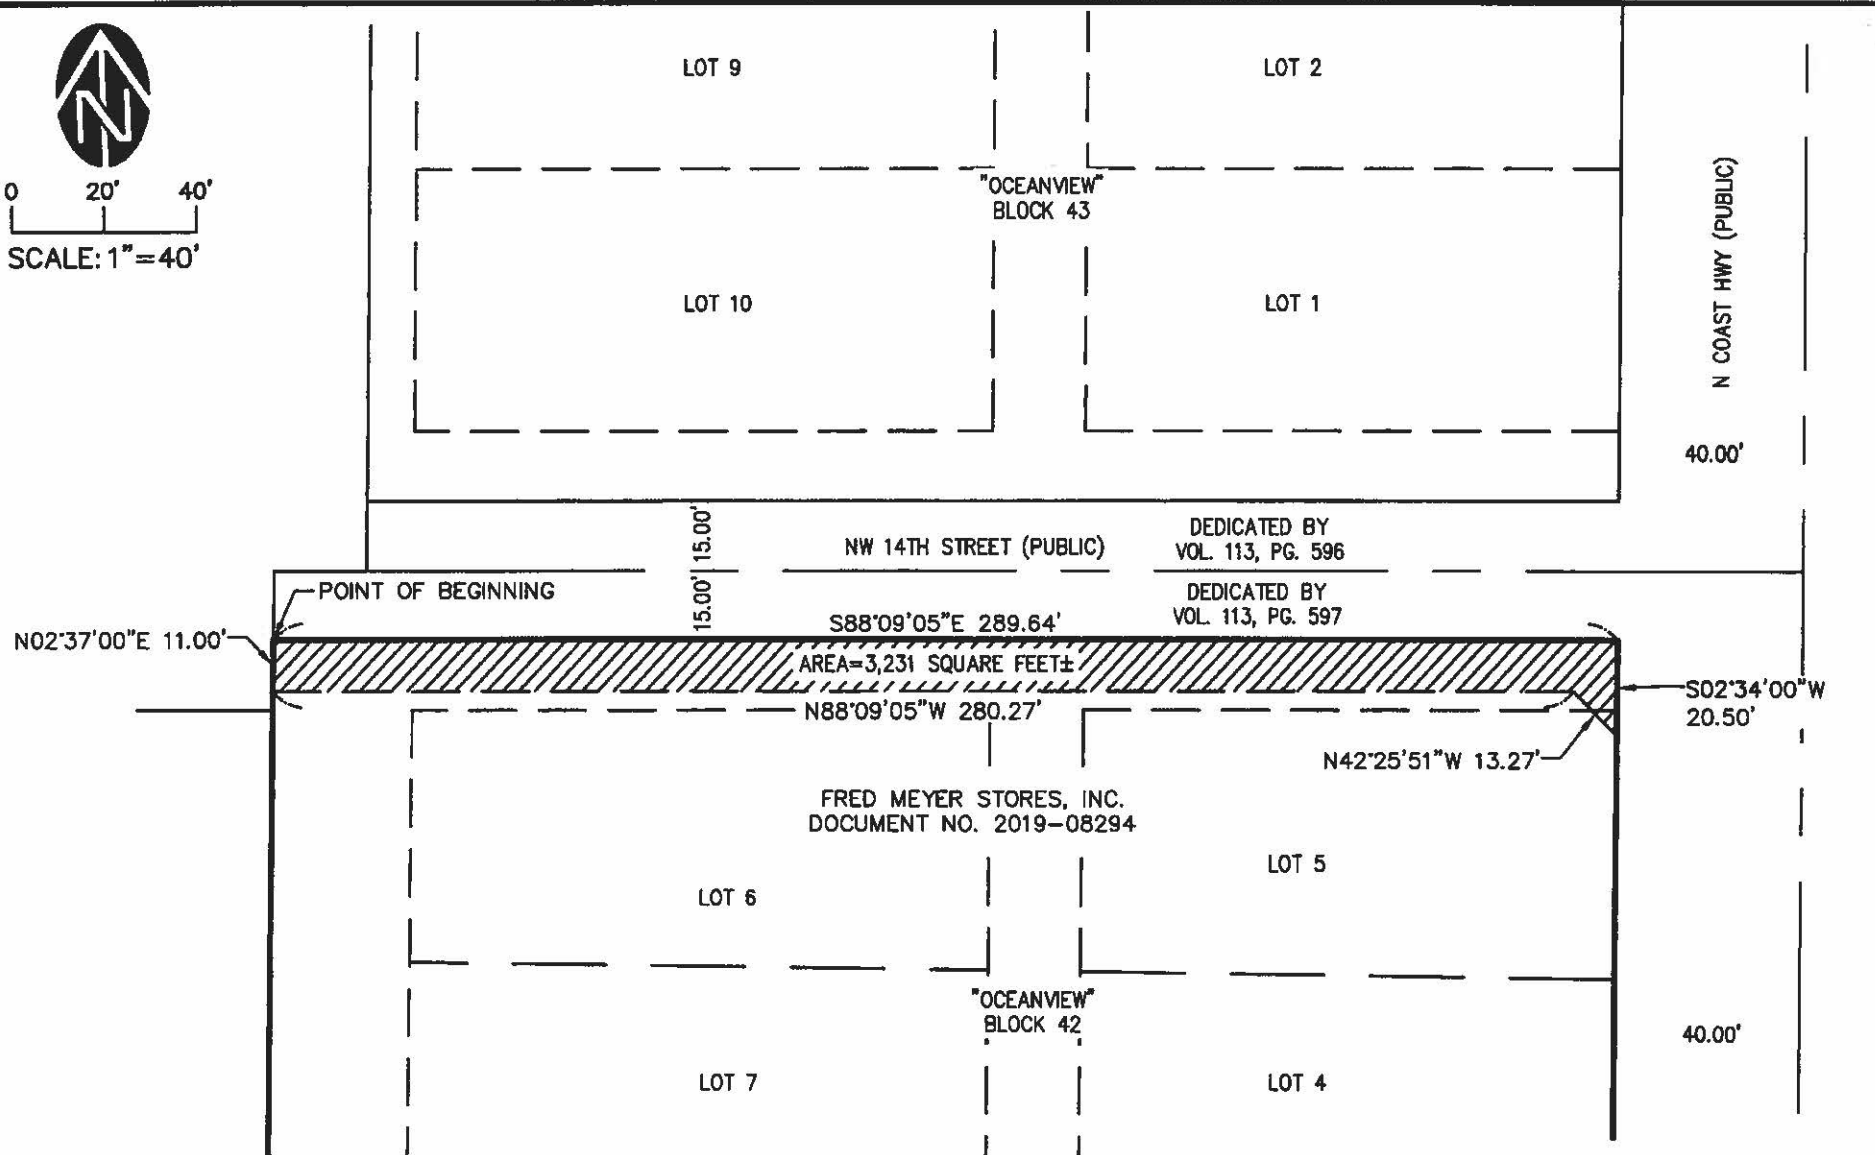 LOT 9
LOT 2
N
0 20' 40'
SCALE: 1"=40'
"OCEANVIEW"
BLOCK 43
N COAST HWY (PUBLIC)
LOT 10
LOT 1
40.00'
15.00'
15.00'
NW 14TH STREET (PUBLIC)
DEDICATED BY
VOL. 113, PG. 596
POINT OF BEGINNING
DEDICATED BY
VOL. 113, PG. 597
S88°09'05"E 289.64'
N02°37'00"E 11.00'
AREA=3,231 SQUARE FEET±
S02°34'00"W
20.50'
N88°09'05"W 280.27'
N42°25'51"W 13.27'
FRED MEYER STORES, INC.
DOCUMENT NO. 2019-08294
LOT 5
LOT 6
"OCEANVIEW"
BLOCK 42
40.00'
LOT 7
LOT 4